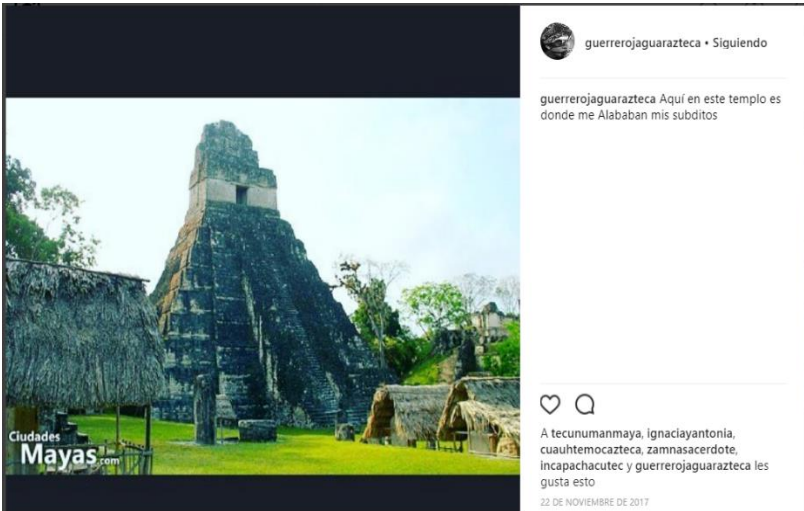 guerrerojaguarazteca • Siguiendo
guerrerojaguarazteca Aquí en este templo es
donde me Alababan mis subditos
Ciudades
Mayas.com
A tecunumanmaya, ignaciayantonia,
cuauhtemocazteca, zamnasacerdote,
incapachacutec y guerrerojaguarazteca les
gusta esto
22 DE NOVIEMBRE DE 2017